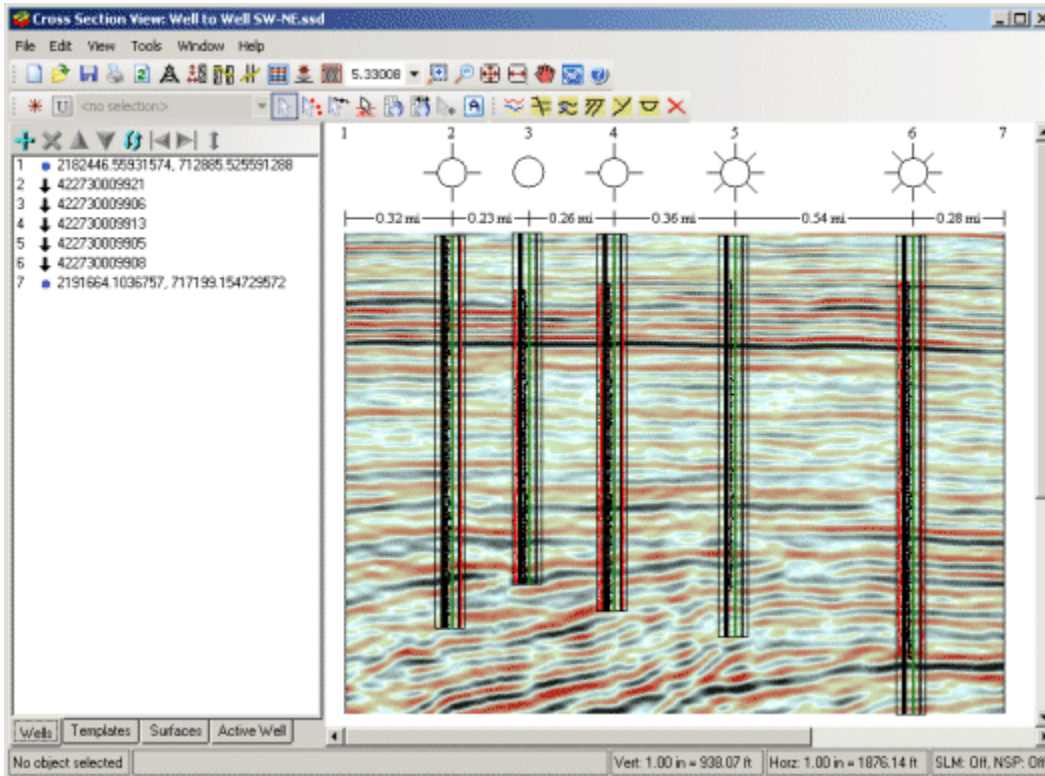 Cross Section View: Well to Well SW-NE.ssd
File Edit View Tools Window Help
5.33008
<no selection>
1 2182446.55931574, 712885.525591288
2 422730009921
3 422730009906
4 422730009913
5 422730009905
6 422730009908
7 2191664.1036757, 717199.154729572
1 2 3 4 5 6 7
0.32 mi 0.23 mi 0.26 mi 0.36 mi 0.54 mi 0.28 mi
Wells Templates Surfaces Active Well
No object selected Vert: 1.00 in = 938.07 ft Horz: 1.00 in = 1876.14 ft SLM: Off, NSP: Off